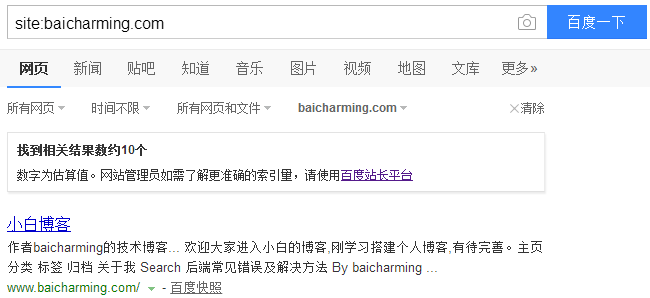 site:baicharming.com 百度一下
网页 新闻 贴吧 知道 音乐 图片 视频 地图 文库 更多»
所有网页 时间不限 所有网页和文件 baicharming.com ×清除
找到相关结果数约10个
数字为估算值。网站管理员如需了解更准确的索引量，请使用百度站长平台
小白博客
作者baicharming的技术博客... 欢迎大家进入小白的博客,刚学习搭建个人博客,有待完善。主页
分类 标签 归档 关于我 Search 后端常见错误及解决方法 By baicharming ...
www.baicharming.com/ - 百度快照